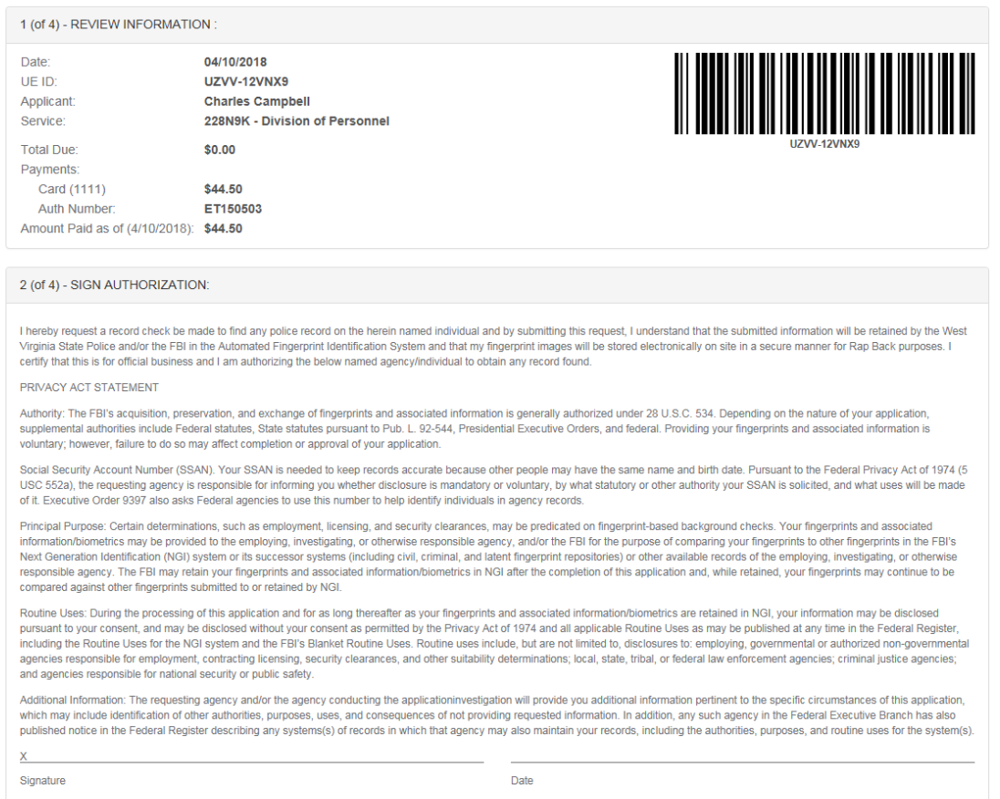 1 (of 4) - REVIEW INFORMATION :
Date: 04/10/2018
UE ID: UZVV-12VNX9
Applicant: Charles Campbell
Service: 228N9K - Division of Personnel
Total Due: $0.00
Payments:
Card (1111) $44.50
Auth Number: ET150503
Amount Paid as of (4/10/2018): $44.50
UZVV-12VNX9
2 (of 4) - SIGN AUTHORIZATION:
I hereby request a record check be made to find any police record on the herein named individual and by submitting this request, I understand that the submitted information will be retained by the West
Virginia State Police and/or the FBI in the Automated Fingerprint Identification System and that my fingerprint images will be stored electronically on site in a secure manner for Rap Back purposes. I
certify that this is for official business and I am authorizing the below named agency/individual to obtain any record found.
PRIVACY ACT STATEMENT
Authority: The FBI's acquisition, preservation, and exchange of fingerprints and associated information is generally authorized under 28 U.S.C. 534. Depending on the nature of your application,
supplemental authorities include Federal statutes, State statutes pursuant to Pub. L. 92-544, Presidential Executive Orders, and federal. Providing your fingerprints and associated information is
voluntary; however, failure to do so may affect completion or approval of your application.
Social Security Account Number (SSAN). Your SSAN is needed to keep records accurate because other people may have the same name and birth date. Pursuant to the Federal Privacy Act of 1974 (5
USC 552a), the requesting agency is responsible for informing you whether disclosure is mandatory or voluntary, by what statutory or other authority your SSAN is solicited, and what uses will be made
of it. Executive Order 9397 also asks Federal agencies to use this number to help identify individuals in agency records.
Principal Purpose: Certain determinations, such as employment, licensing, and security clearances, may be predicated on fingerprint-based background checks. Your fingerprints and associated
information/biometrics may be provided to the employing, investigating, or otherwise responsible agency, and/or the FBI for the purpose of comparing your fingerprints to other fingerprints in the FBI's
Next Generation Identification (NGI) system or its successor systems (including civil, criminal, and latent fingerprint repositories) or other available records of the employing, investigating, or otherwise
responsible agency. The FBI may retain your fingerprints and associated information/biometrics in NGI after the completion of this application and, while retained, your fingerprints may continue to be
compared against other fingerprints submitted to or retained by NGI.
Routine Uses: During the processing of this application and for as long thereafter as your fingerprints and associated information/biometrics are retained in NGI, your information may be disclosed
pursuant to your consent, and may be disclosed without your consent as permitted by the Privacy Act of 1974 and all applicable Routine Uses as may be published at any time in the Federal Register,
including the Routine Uses for the NGI system and the FBI's Blanket Routine Uses. Routine uses include, but are not limited to, disclosures to: employing, governmental or authorized non-governmental
agencies responsible for employment, contracting licensing, security clearances, and other suitability determinations; local, state, tribal, or federal law enforcement agencies; criminal justice agencies;
and agencies responsible for national security or public safety.
Additional Information: The requesting agency and/or the agency conducting the applicationinvestigation will provide you additional information pertinent to the specific circumstances of this application,
which may include identification of other authorities, purposes, uses, and consequences of not providing requested information. In addition, any such agency in the Federal Executive Branch has also
published notice in the Federal Register describing any systems(s) of records in which that agency may also maintain your records, including the authorities, purposes, and routine uses for the system(s).
X
Signature Date